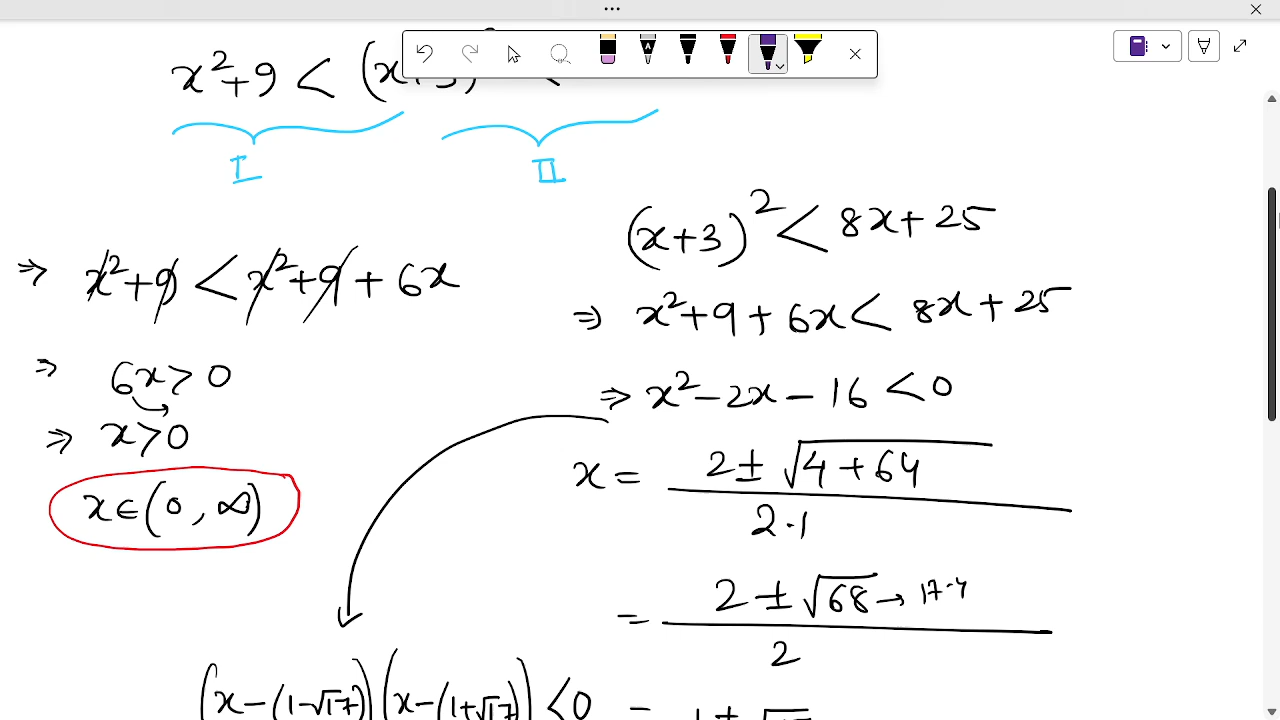 x²+9 < (x+3)
I II
⇒ x²+9 < x²+9 + 6x
⇒ 6x > 0
⇒ x > 0
x ∈ (0, ∞)
(x+3)² < 8x+25
⇒ x²+9+6x < 8x+25
⇒ x²-2x-16 < 0
x = 2 ± √4+64 / 2·1
= 2 ± √68 → 17·4 / 2
(x-(1-√17))(x-(1+√17)) < 0
= 1 ± √